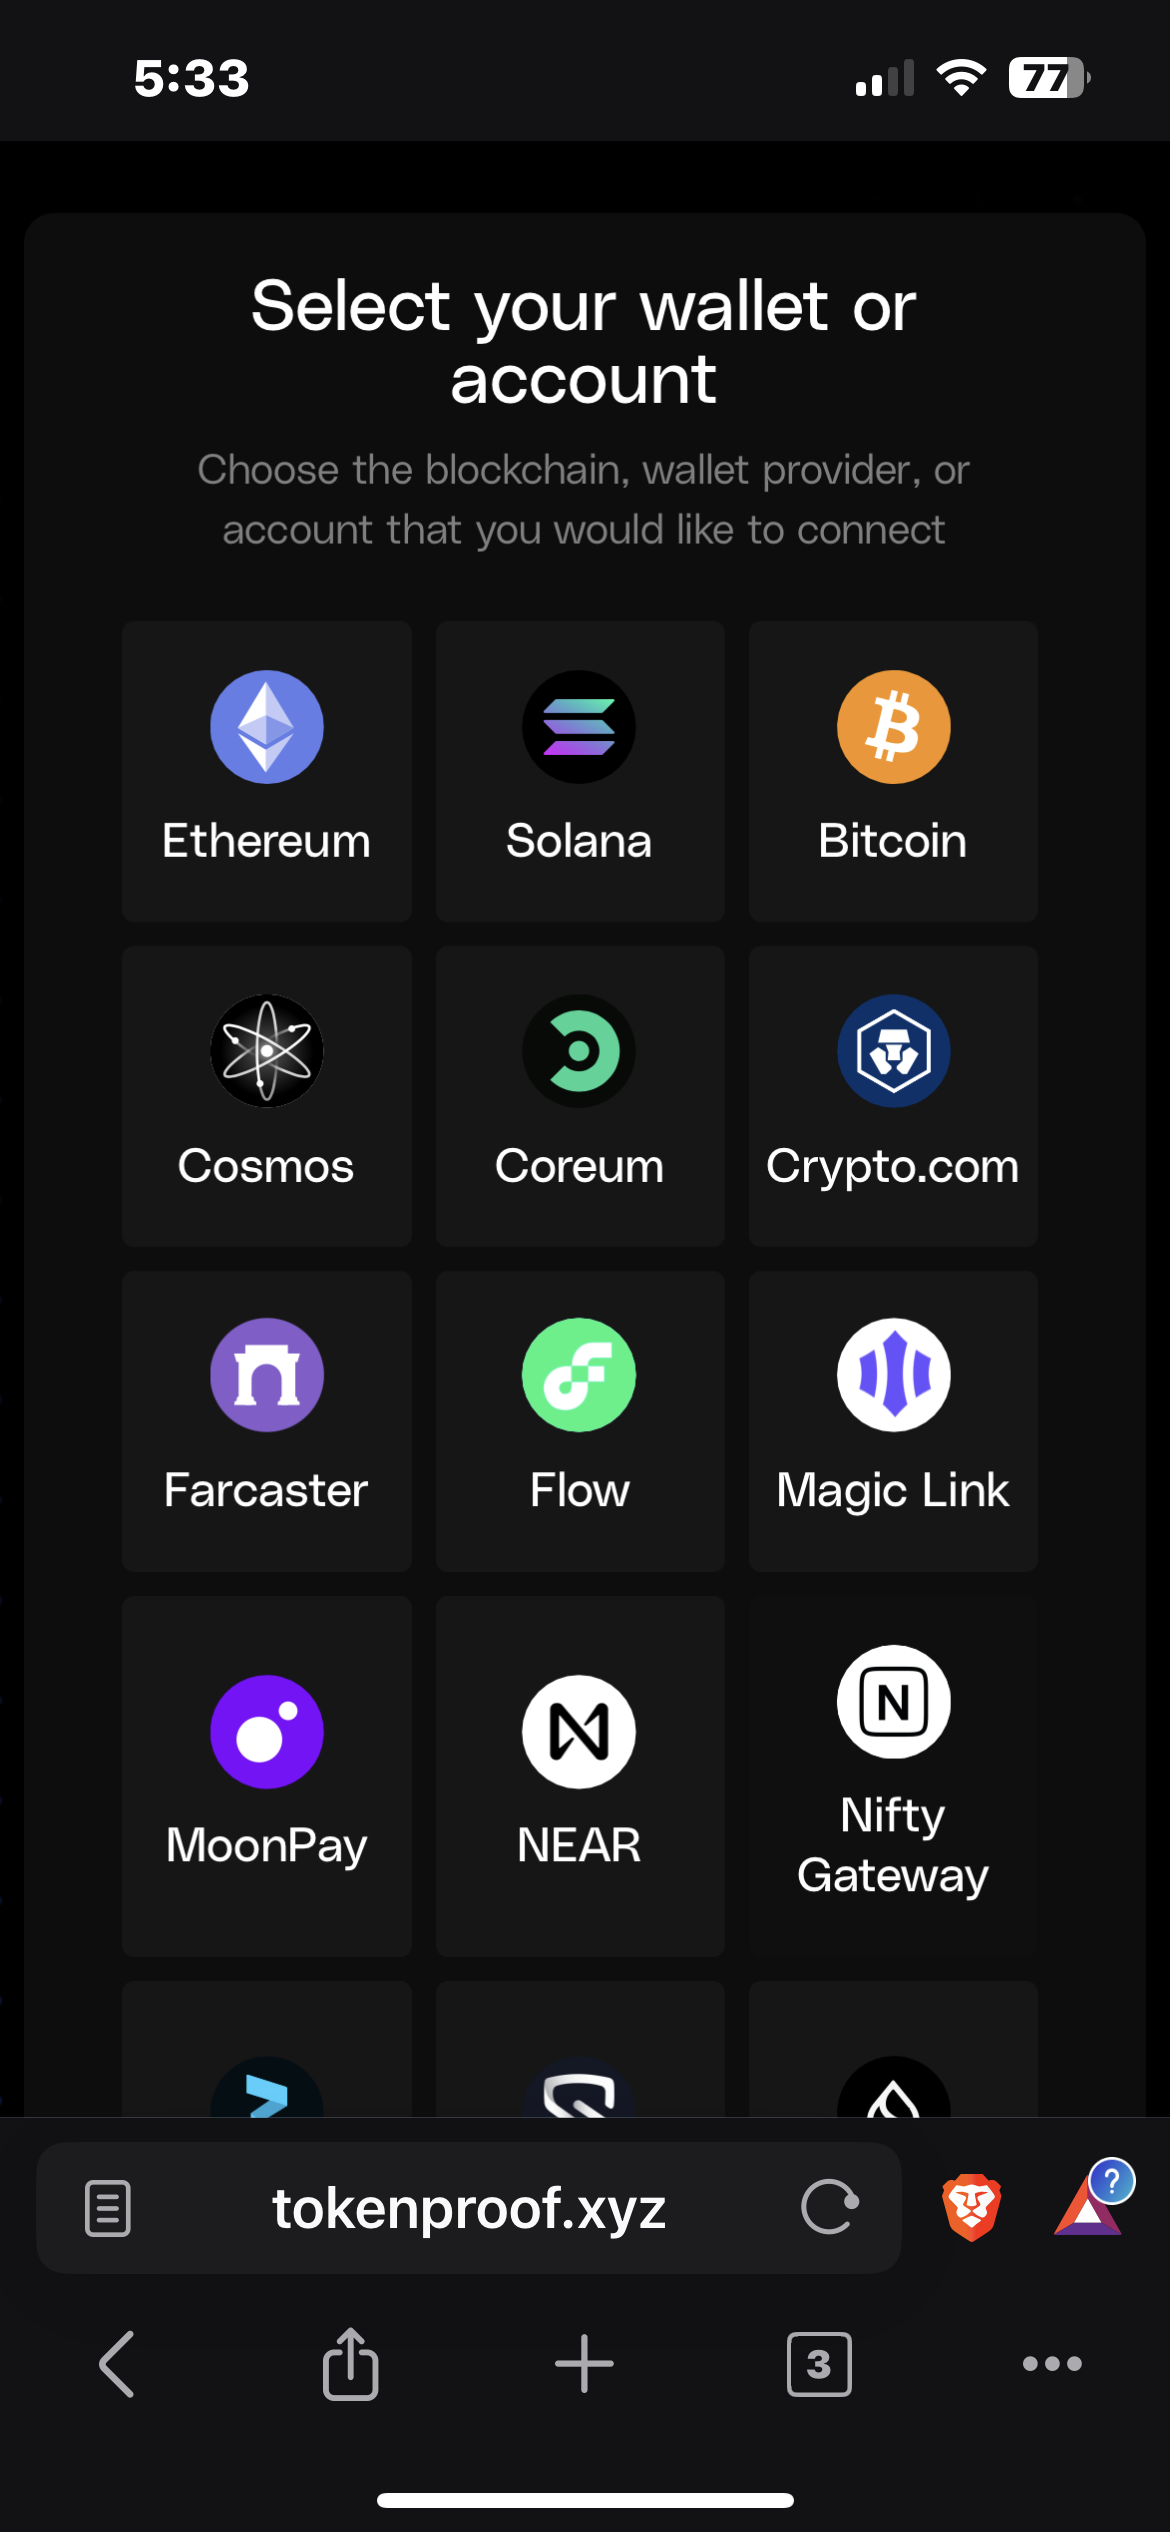 5:33
77
Select your wallet or
account
Choose the blockchain, wallet provider, or
account that you would like to connect
Ethereum
Solana
Bitcoin
Cosmos
Coreum
Crypto.com
Farcaster
Flow
Magic Link
MoonPay
NEAR
N
Nifty
Gateway
tokenproof.xyz
?
3